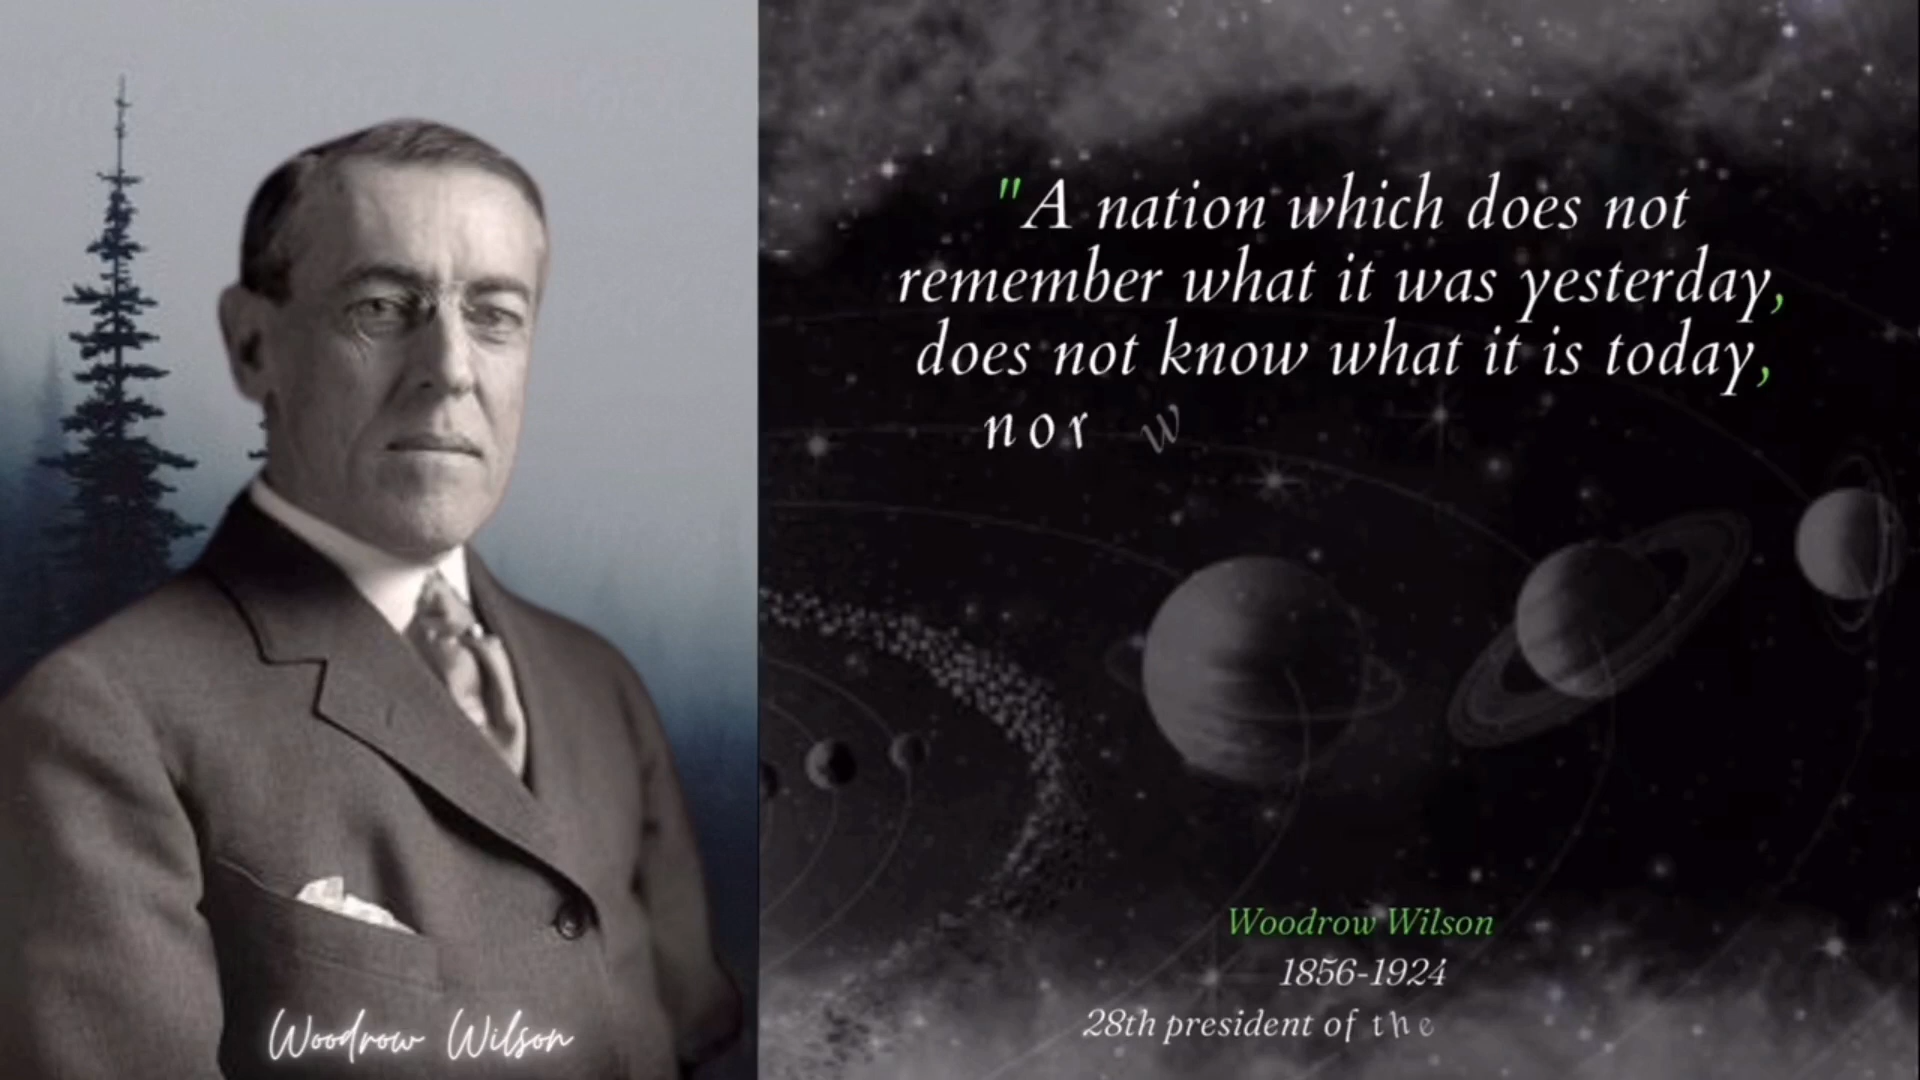 "A nation which does not
remember what it was yesterday,
does not know what it is today,
nor w
Woodrow Wilson
1856-1924
28th president of the
Woodrow Wilson